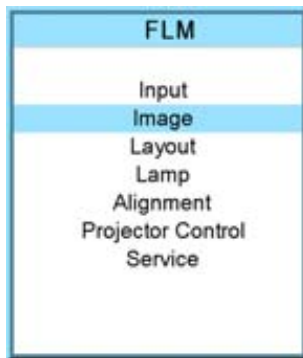 FLM
Input
Image
Layout
Lamp
Alignment
Projector Control
Service